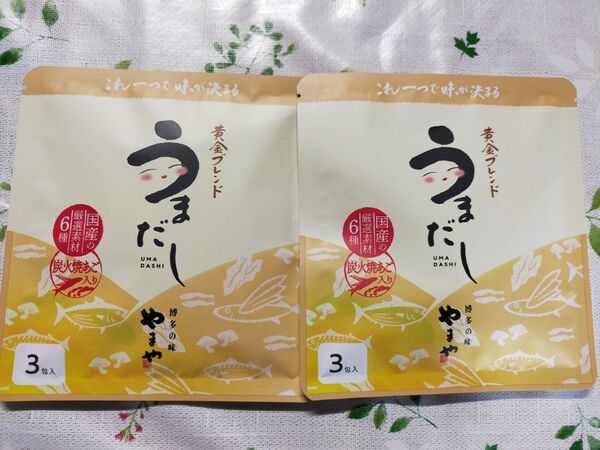 これ一つで味が決まる
黄金ブレンド
うまだし
UMA
DASHI
国産の
厳選素材
6種
炭火焼あご
入り
博多の味
やまや
3包入
これ一つで味が決まる
黄金ブレンド
うまだし
UMA
DASHI
国産の
厳選素材
6種
炭火焼あご
入り
博多の味
やまや
3包入